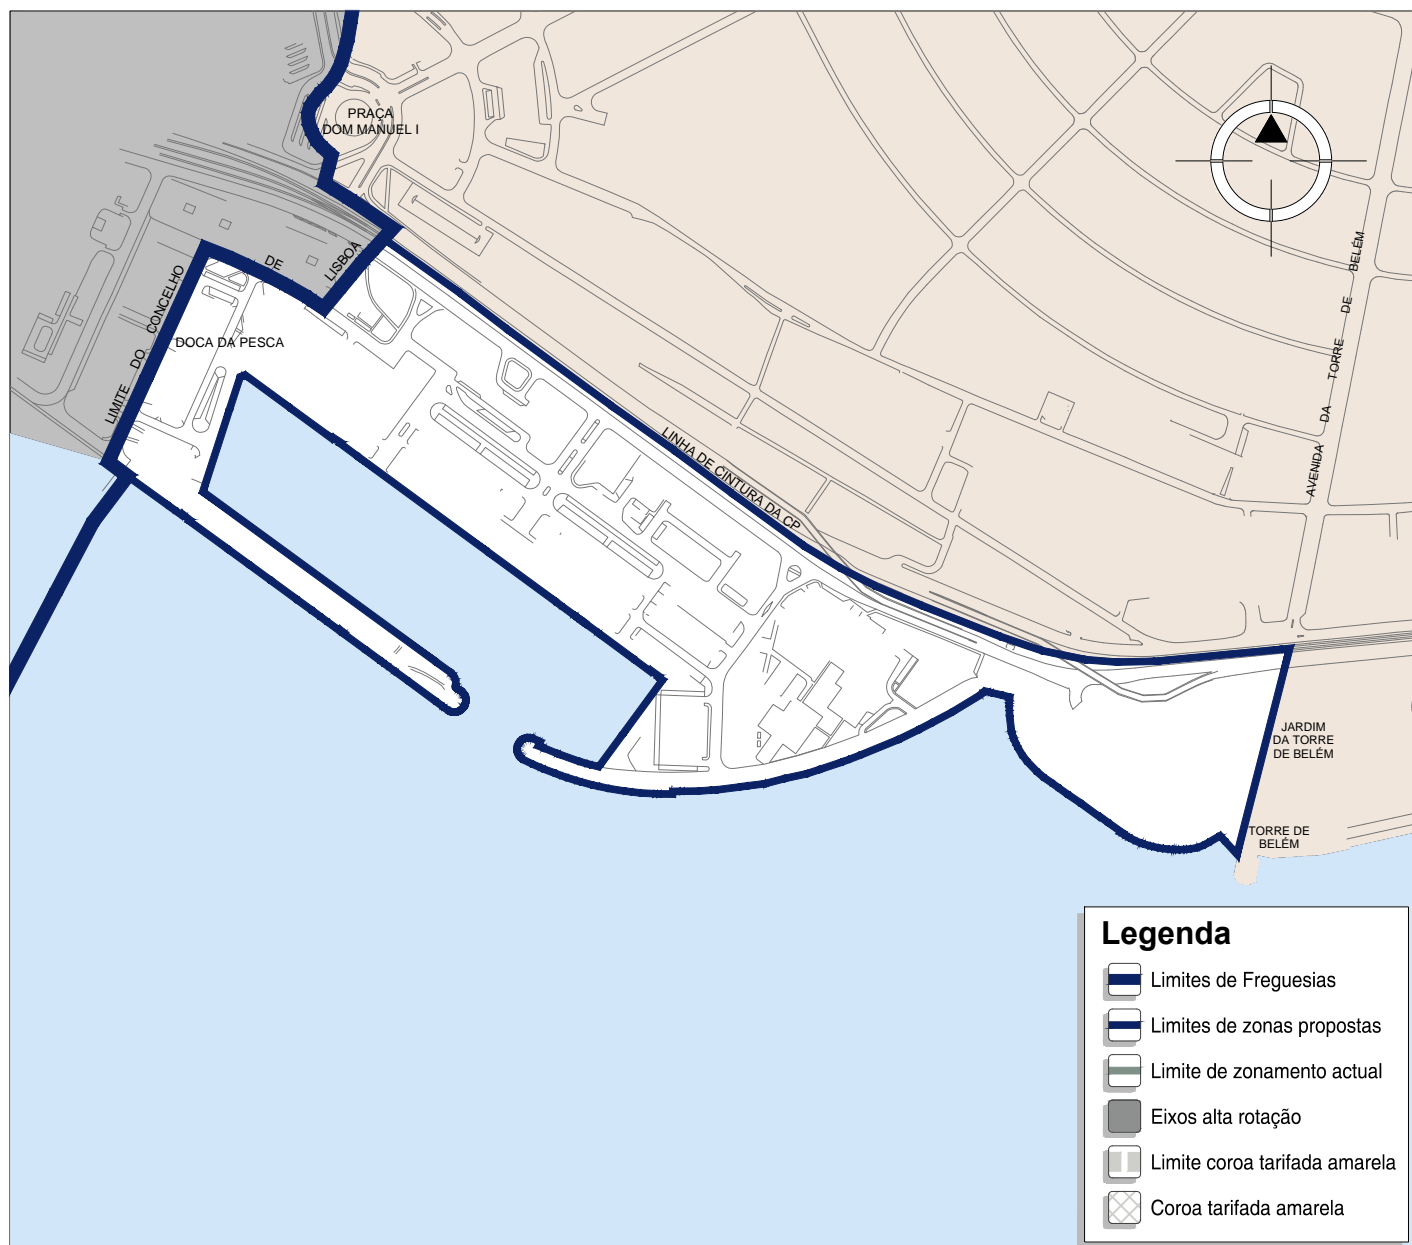 PRAÇA
DOM MANUEL I
LIMITE DO CONCELHO DE LISBOA
DOCA DA PESCA
LINHA DE CINTURA DA CP
AVENIDA DA TORRE DE BELÉM
JARDIM
DA TORRE
DE BELÉM
TORRE DE
BELÉM
Legenda
Limites de Freguesias
Limites de zonas propostas
Limite de zonamento actual
Eixos alta rotação
Limite coroa tarifada amarela
Coroa tarifada amarela